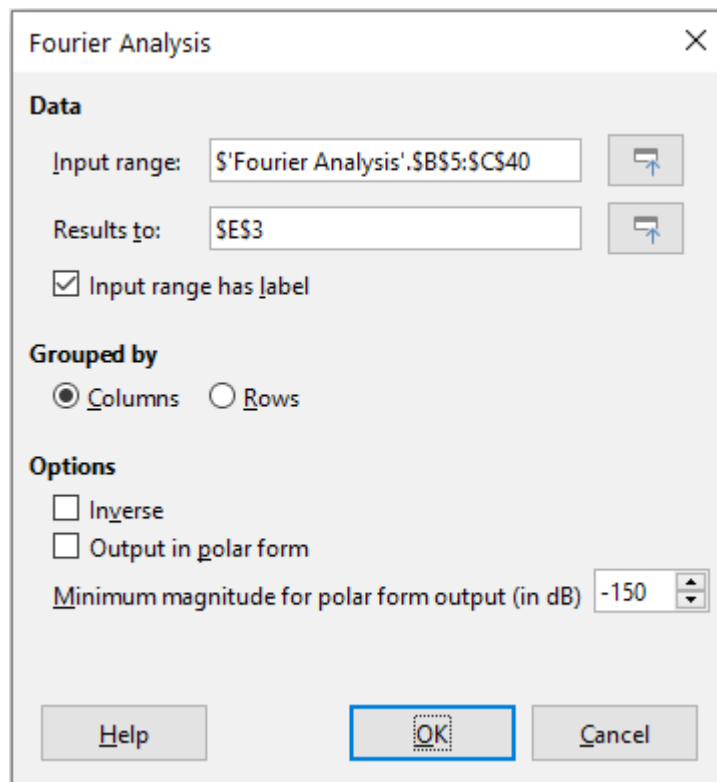 Fourier Analysis
Data
Input range: $'Fourier Analysis'.$B$5:$C$40
Results to: $E$3
Input range has label
Grouped by
Columns Rows
Options
Inverse
Output in polar form
Minimum magnitude for polar form output (in dB) -150
Help OK Cancel